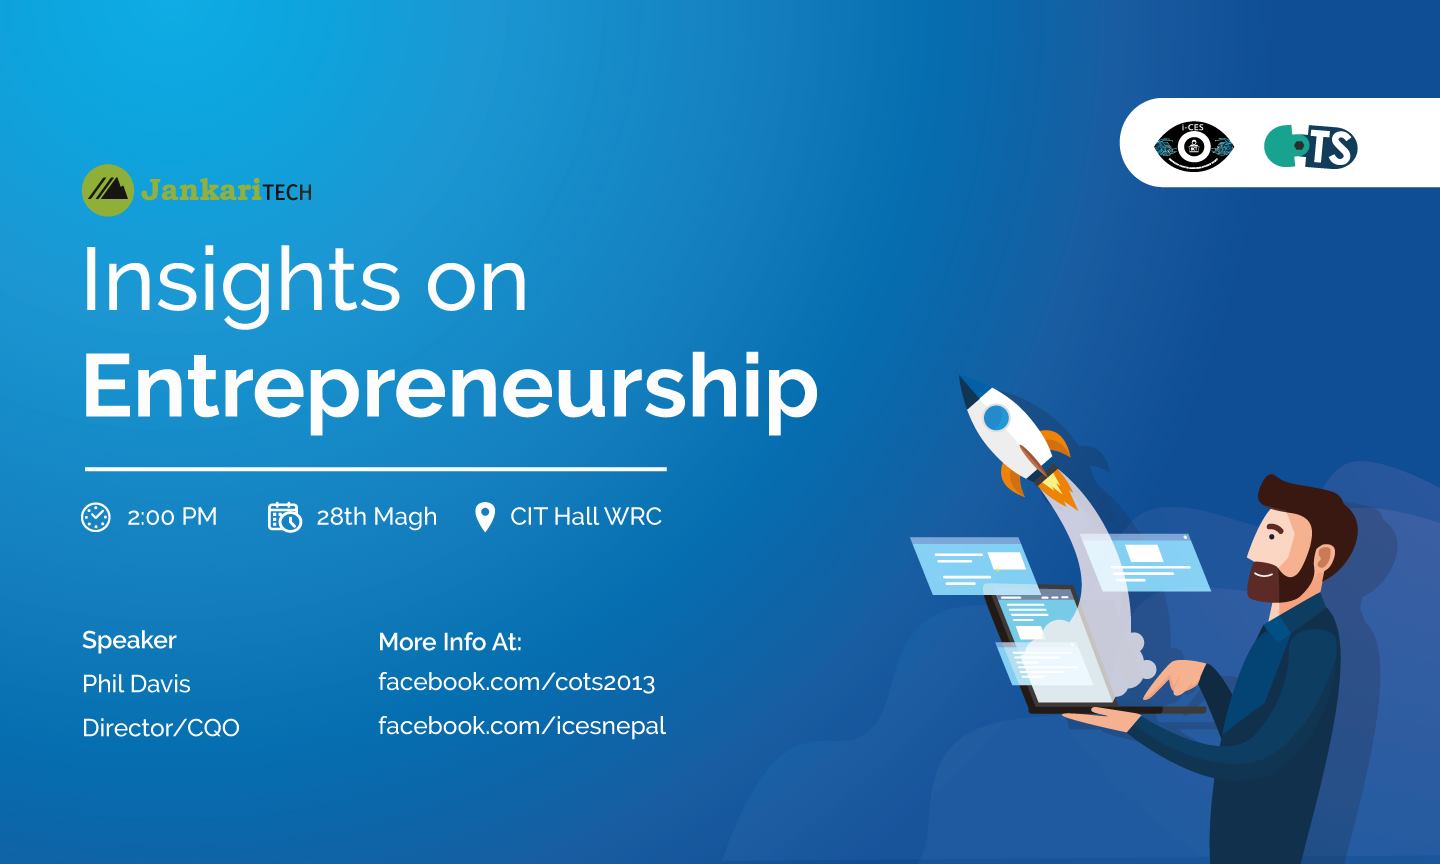 i-CES
COTS
JankariTECH
Insights on
Entrepreneurship
2:00 PM
28th Magh
CIT Hall WRC
Speaker
Phil Davis
Director/CQO
More Info At:
facebook.com/cots2013
facebook.com/icesnepal